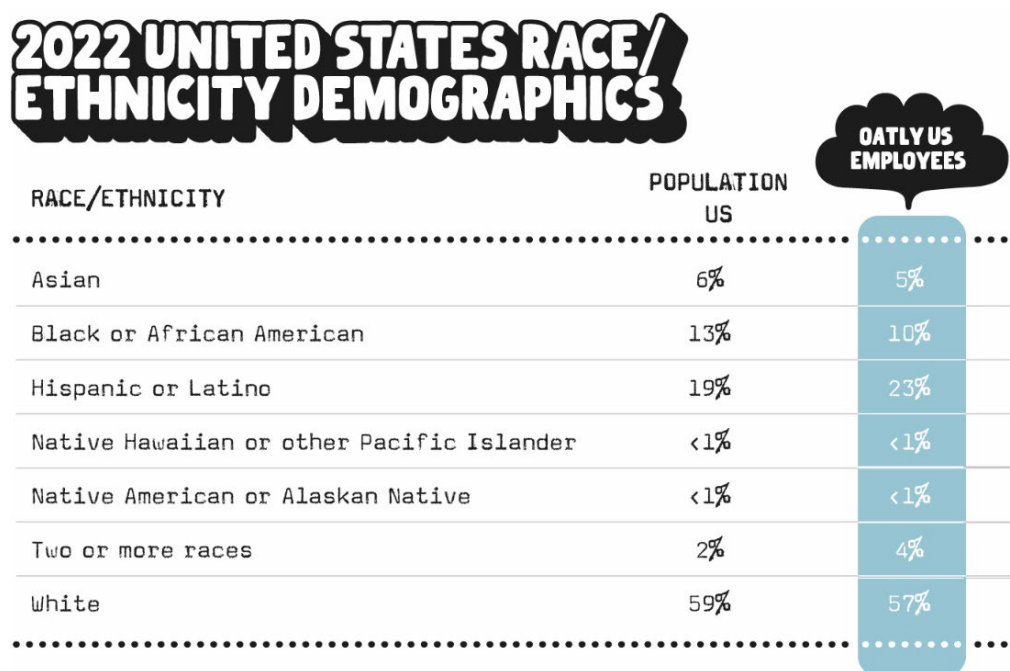 2022 UNITED STATES RACE/
ETHNICITY DEMOGRAPHICS
OATLY US
EMPLOYEES
RACE/ETHNICITY
POPULATION
US
Asian 6% 5%
Black or African American 13% 10%
Hispanic or Latino 19% 23%
Native Hawaiian or other Pacific Islander <1% <1%
Native American or Alaskan Native <1% <1%
Two or more races 2% 4%
White 59% 57%